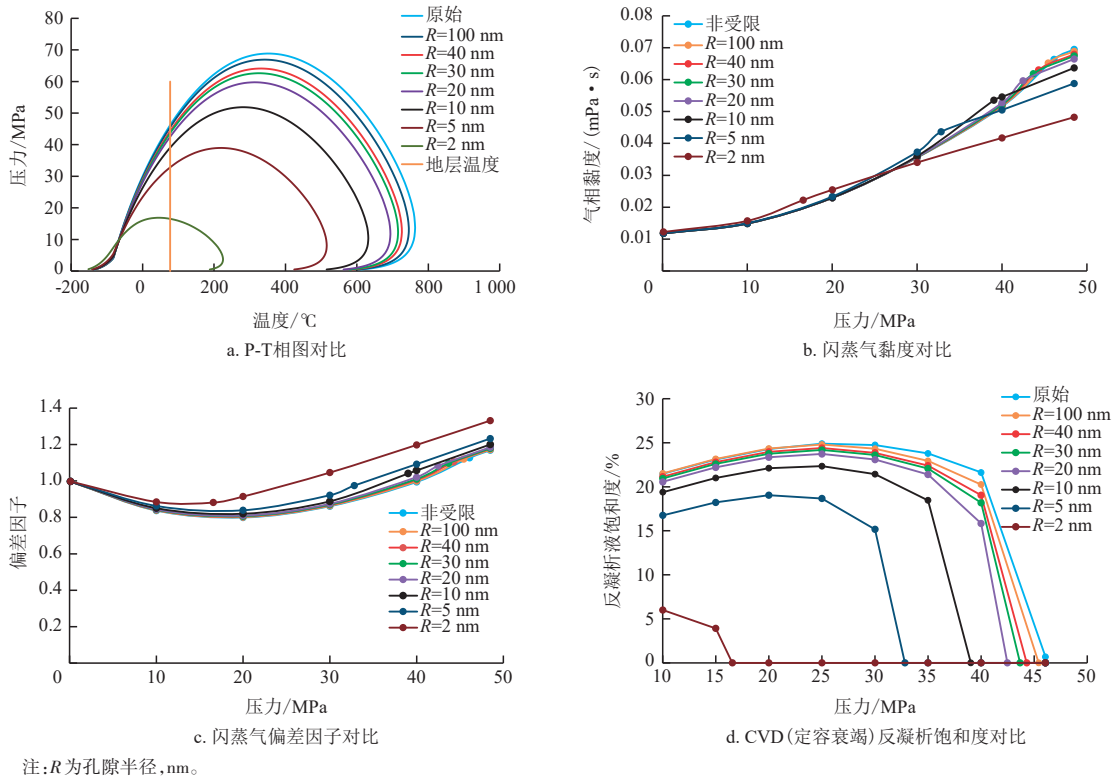 80
70
60
50
40
30
20
10
0
压力/MPa
-200
0
200
400
600
800
1 000
温度/℃
原始
R=100 nm
R=40 nm
R=30 nm
R=20 nm
R=10 nm
R=5 nm
R=2 nm
地层温度
a. P-T相图对比
0.08
0.07
0.06
0.05
0.04
0.03
0.02
0.01
气相黏度/(mPa·s)
0
10
20
30
40
50
压力/MPa
非受限
R=100 nm
R=40 nm
R=30 nm
R=20 nm
R=10 nm
R=5 nm
R=2 nm
b. 闪蒸气黏度对比
1.4
1.2
1.0
0.8
0.6
0.4
0.2
偏差因子
0
10
20
30
40
50
压力/MPa
非受限
R=100 nm
R=40 nm
R=30 nm
R=20 nm
R=10 nm
R=5 nm
R=2 nm
c. 闪蒸气偏差因子对比
30
25
20
15
10
5
0
反凝析液饱和度/%
10
15
20
25
30
35
40
45
50
压力/MPa
原始
R=100 nm
R=40 nm
R=30 nm
R=20 nm
R=10 nm
R=5 nm
R=2 nm
d. CVD(定容衰竭)反凝析饱和度对比
注:R为孔隙半径,nm。